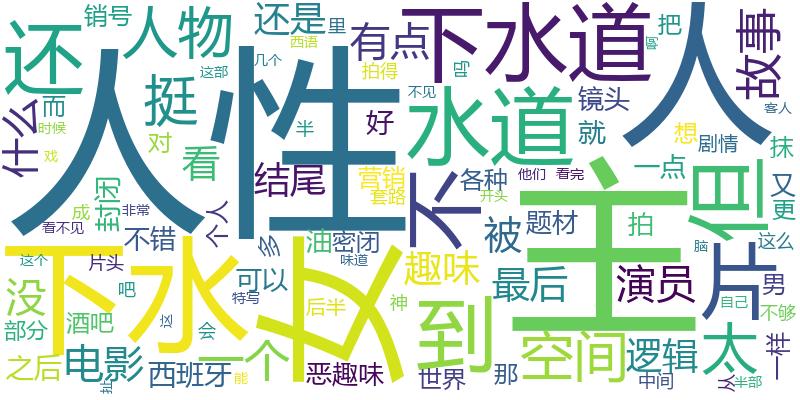 销号
还是
里
还
人物
西语
几个
有点
下水道
人
把
故事
这部
挺
拍得
吗
不见
镜头
客人
什么
而
时候
人性
半
好
水道
就
想
剧情
对
抹
戏
看
结尾
营销
套路
各种
他们
看完
一点
但
又
更
封闭
成
非常
个人
不
被
题材
开头
主
拍
看不见
不错
多
油
密闭
脑
这么
片
男
这个
片头
下水
女
味道
可以
趣味
最后
演员
自己
不够
没
吧
特写
后半
神
到
部分
酒吧
这
会
空间
逻辑
太
一样
之后
电影
一个
西班牙
能
恶趣味
世界
那
中间
从
半部
扯